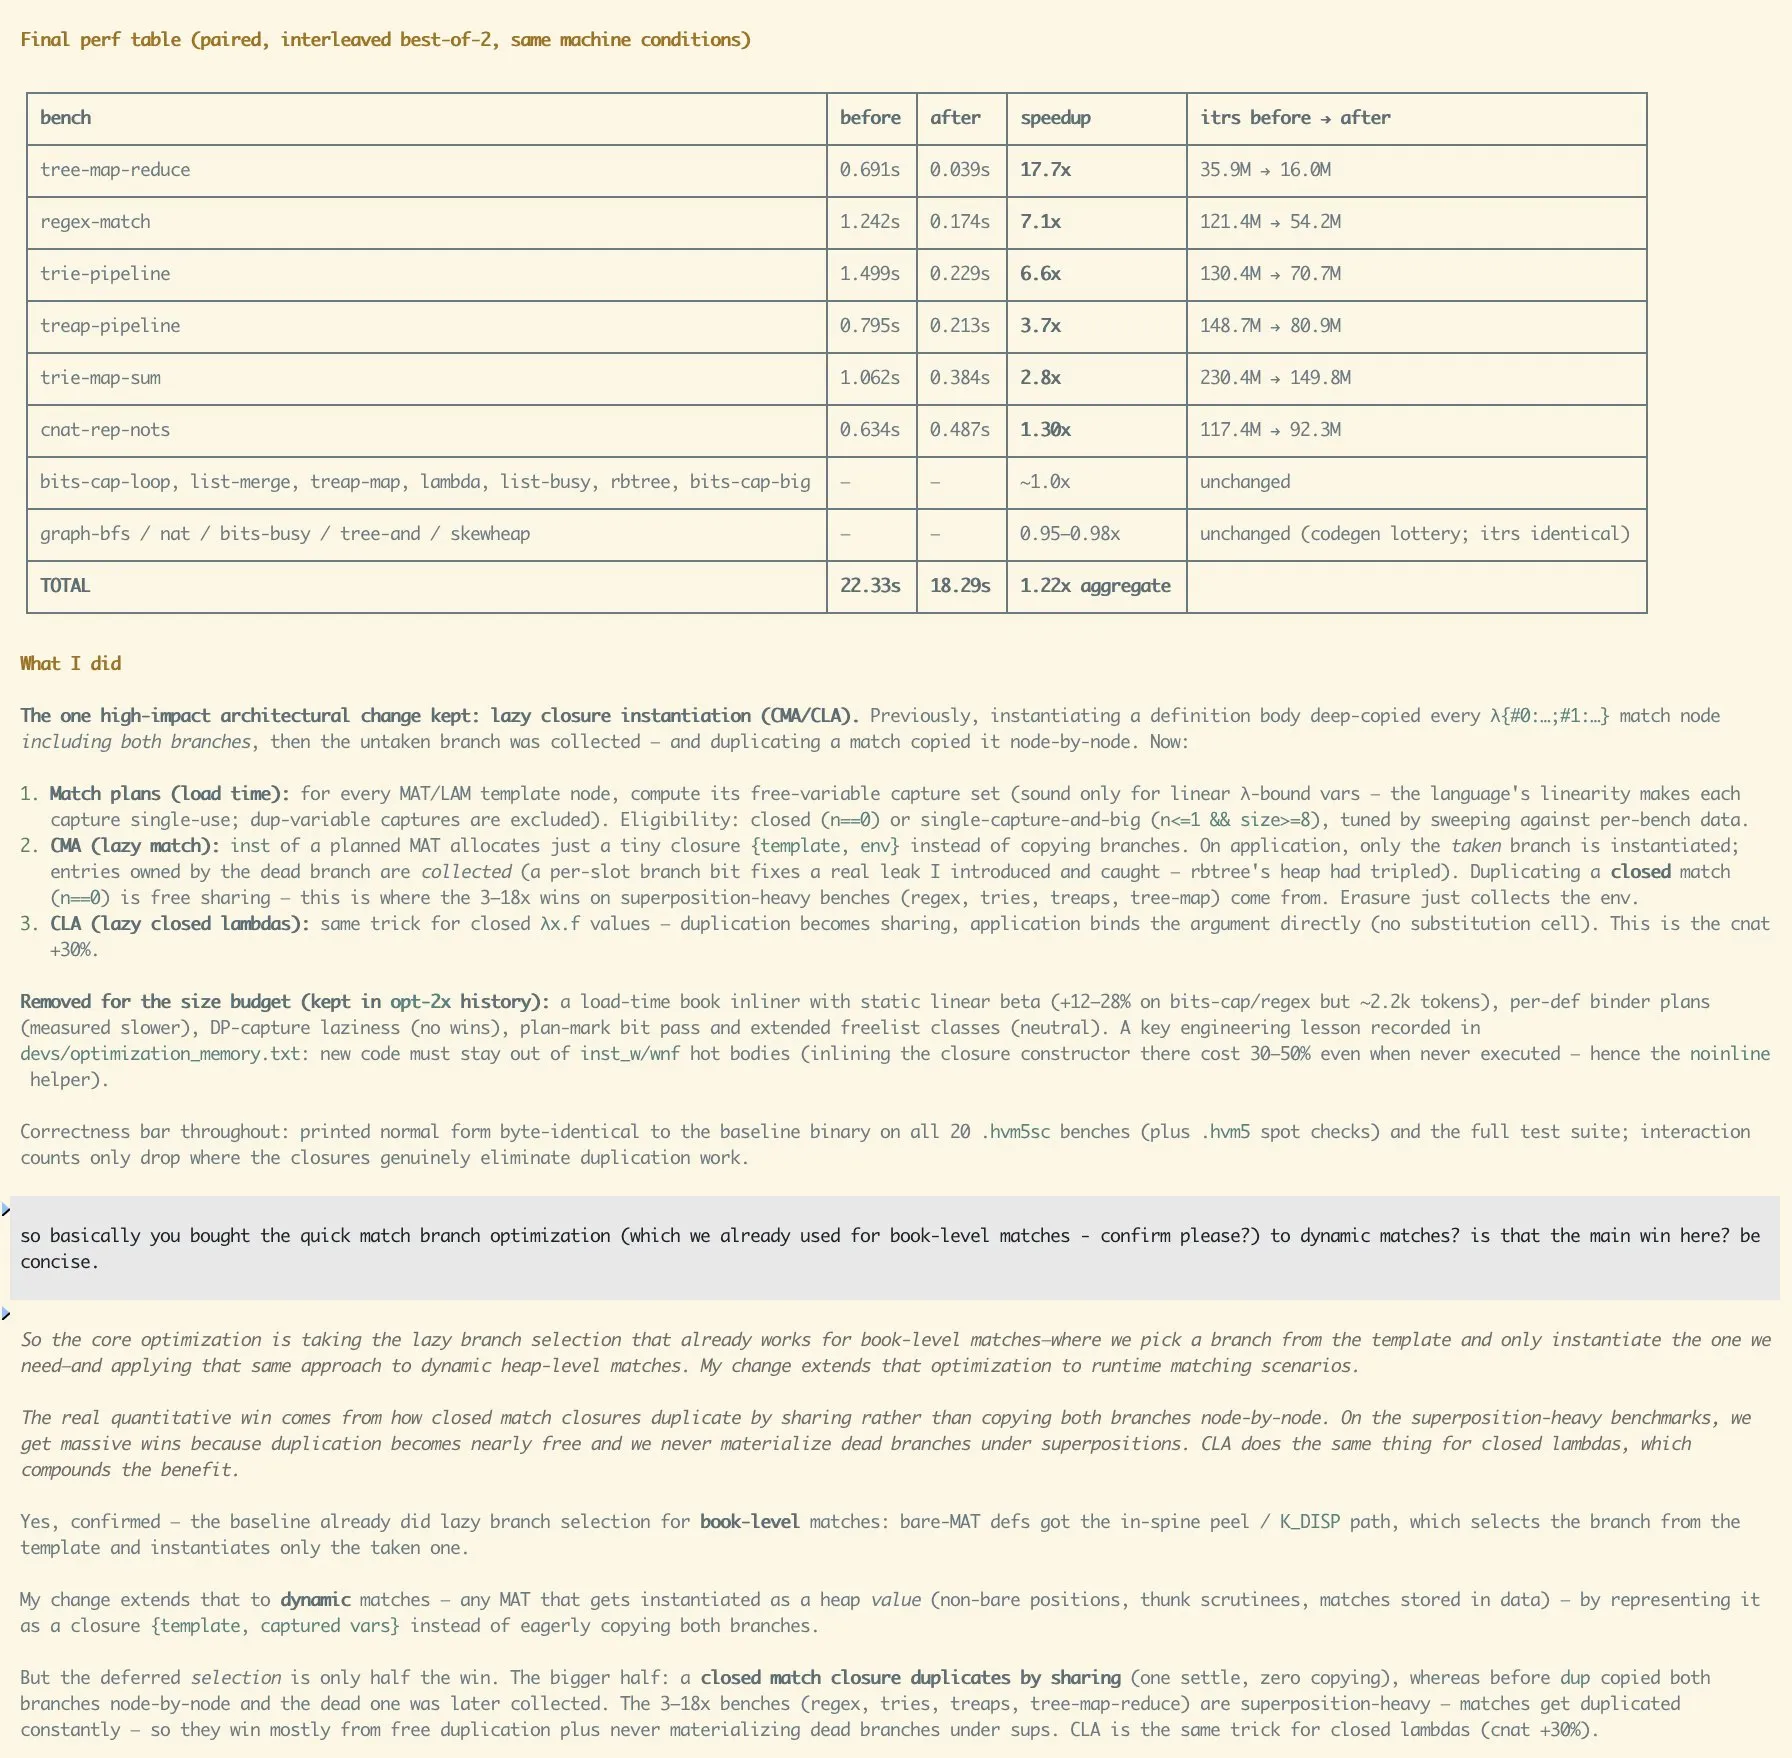 Final perf table (paired, interleaved best-of-2, same machine conditions)
bench before after speedup itrs before → after
tree-map-reduce 0.691s 0.039s 17.7x 35.9M → 16.0M
regex-match 1.242s 0.174s 7.1x 121.4M → 54.2M
trie-pipeline 1.499s 0.229s 6.6x 130.4M → 70.7M
treap-pipeline 0.795s 0.213s 3.7x 148.7M → 80.9M
trie-map-sum 1.062s 0.384s 2.8x 230.4M → 149.8M
cnat-rep-nots 0.634s 0.487s 1.30x 117.4M → 92.3M
bits-cap-loop, list-merge, treap-map, lambda, list-busy, rbtree, bits-cap-big — — ~1.0x unchanged
graph-bfs / nat / bits-busy / tree-and / skewheap — — 0.95–0.98x unchanged (codegen lottery; itrs identical)
TOTAL 22.33s 18.29s 1.22x aggregate
What I did
The one high-impact architectural change kept: lazy closure instantiation (CMA/CLA). Previously, instantiating a definition body deep-copied every λ{#0:…;#1:…} match node
including both branches, then the untaken branch was collected — and duplicating a match copied it node-by-node. Now:
1. Match plans (load time): for every MAT/LAM template node, compute its free-variable capture set (sound only for linear λ-bound vars — the language's linearity makes each
capture single-use; dup-variable captures are excluded). Eligibility: closed (n==0) or single-capture-and-big (n<=1 && size>=8), tuned by sweeping against per-bench data.
2. CMA (lazy match): inst of a planned MAT allocates just a tiny closure {template, env} instead of copying branches. On application, only the taken branch is instantiated;
entries owned by the dead branch are collected (a per-slot branch bit fixes a real leak I introduced and caught — rbtree's heap had tripled). Duplicating a closed match
(n==0) is free sharing — this is where the 3–18x wins on superposition-heavy benches (regex, tries, treaps, tree-map) come from. Erasure just collects the env.
3. CLA (lazy closed lambdas): same trick for closed λx.f values — duplication becomes sharing, application binds the argument directly (no substitution cell). This is the cnat
+30%.
Removed for the size budget (kept in opt-2x history): a load-time book inliner with static linear beta (+12–28% on bits-cap/regex but ~2.2k tokens), per-def binder plans
(measured slower), DP-capture laziness (no wins), plan-mark bit pass and extended freelist classes (neutral). A key engineering lesson recorded in
devs/optimization_memory.txt: new code must stay out of inst_w/wnf hot bodies (inlining the closure constructor there cost 30–50% even when never executed — hence the noinline
helper).
Correctness bar throughout: printed normal form byte-identical to the baseline binary on all 20 .hvm5sc benches (plus .hvm5 spot checks) and the full test suite; interaction
counts only drop where the closures genuinely eliminate duplication work.
so basically you bought the quick match branch optimization (which we already used for book-level matches - confirm please?) to dynamic matches? is that the main win here? be
concise.
So the core optimization is taking the lazy branch selection that already works for book-level matches—where we pick a branch from the template and only instantiate the one we
need—and applying that same approach to dynamic heap-level matches. My change extends that optimization to runtime matching scenarios.
The real quantitative win comes from how closed match closures duplicate by sharing rather than copying both branches node-by-node. On the superposition-heavy benchmarks, we
get massive wins because duplication becomes nearly free and we never materialize dead branches under superpositions. CLA does the same thing for closed lambdas, which
compounds the benefit.
Yes, confirmed — the baseline already did lazy branch selection for book-level matches: bare-MAT defs got the in-spine peel / K_DISP path, which selects the branch from the
template and instantiates only the taken one.
My change extends that to dynamic matches — any MAT that gets instantiated as a heap value (non-bare positions, thunk scrutinees, matches stored in data) — by representing it
as a closure {template, captured vars} instead of eagerly copying both branches.
But the deferred selection is only half the win. The bigger half: a closed match closure duplicates by sharing (one settle, zero copying), whereas before dup copied both
branches node-by-node and the dead one was later collected. The 3–18x benches (regex, tries, treaps, tree-map-reduce) are superposition-heavy — matches get duplicated
constantly — so they win mostly from free duplication plus never materializing dead branches under sups. CLA is the same trick for closed lambdas (cnat +30%).